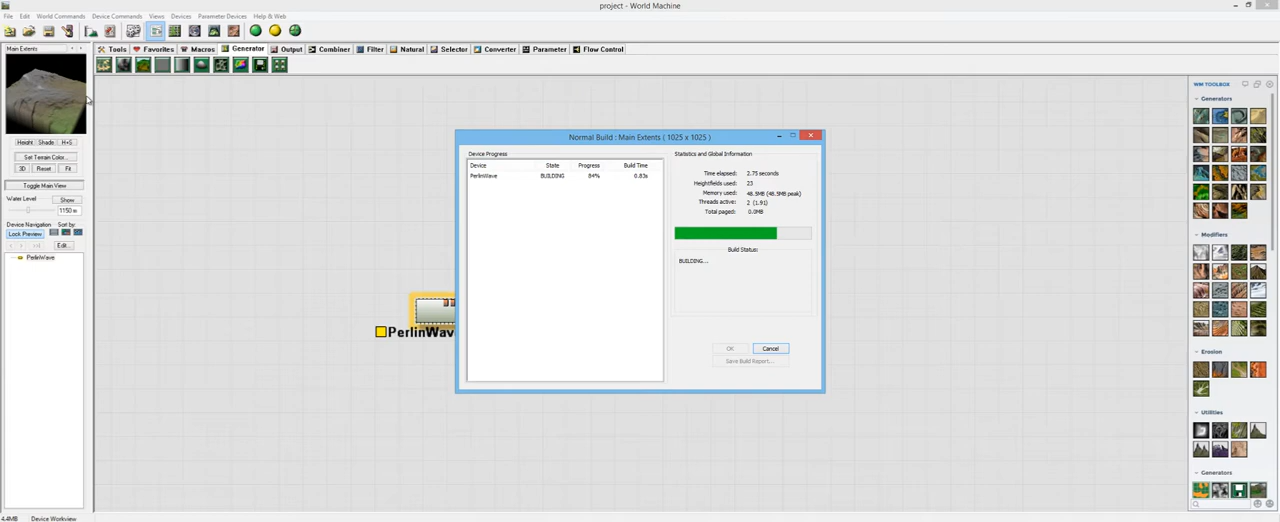 project - World Machine
File Edit World Commands Device Commands Views Devices Parameter Devices Help & Web
Main Extents
Tools Favorites Macros Generator Output Combiner Filter Natural Selector Converter Parameter Flow Control
Height Shade H+S
Set Terrain Color...
3D Reset Fit
Toggle Main View
Water Level Show
1150 m
Device Navigation Sort by:
Lock Preview
Edit...
PerlinWave
PerlinWav
Normal Build : Main Extents ( 1025 x 1025 )
Device Progress
Device State Progress Build Time
PerlinWave BUILDING 84% 0.83s
Statistics and Global Information
Time elapsed: 2.75 seconds
Heightfields used: 23
Memory used: 48.5MB (48.5MB peak)
Threads active: 2 (1.91)
Total paged: 0.0MB
Build Status:
BUILDING...
OK Cancel
Save Build Report...
WM TOOLBOX
Generators
Modifiers
Erosion
Utilities
Generators
4.4MB Device Workview